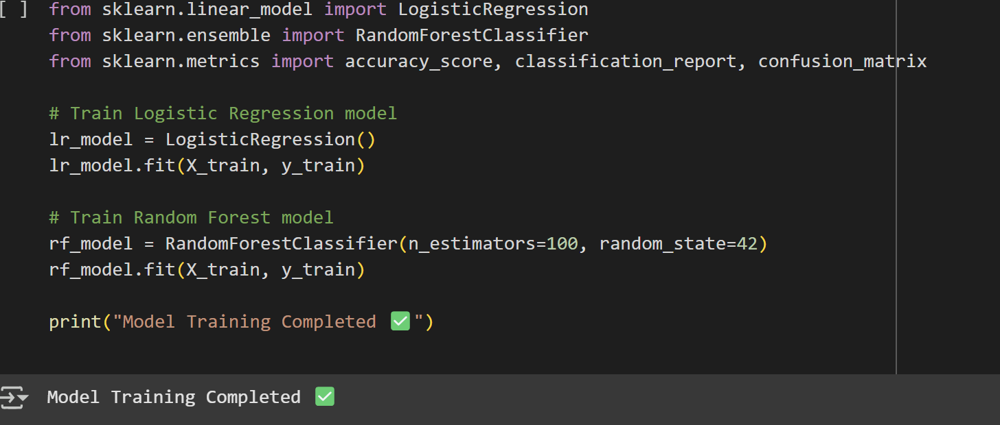 [ ] from sklearn.linear_model import LogisticRegression
from sklearn.ensemble import RandomForestClassifier
from sklearn.metrics import accuracy_score, classification_report, confusion_matrix
# Train Logistic Regression model
lr_model = LogisticRegression()
lr_model.fit(X_train, y_train)
# Train Random Forest model
rf_model = RandomForestClassifier(n_estimators=100, random_state=42)
rf_model.fit(X_train, y_train)
print("Model Training Completed ✅")
Model Training Completed ✅